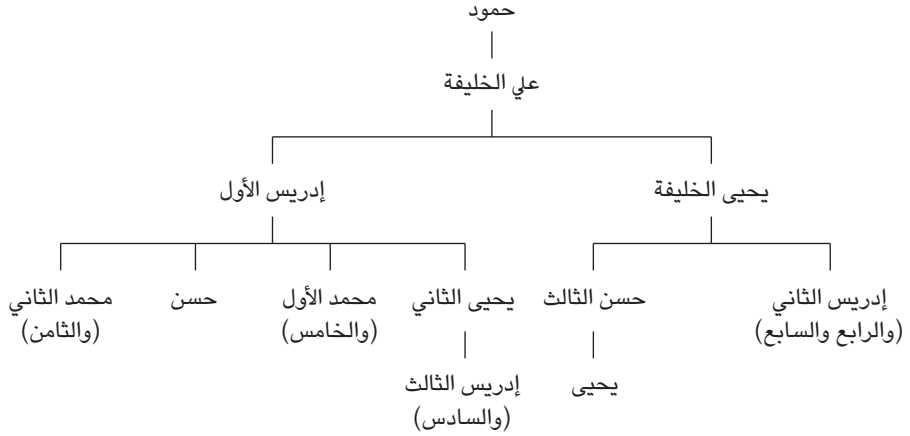 حمود
علي الخليفة
يحيى الخليفة
إدريس الأول
إدريس الثاني
(والرابع والسابع)
حسن الثالث
يحيى الثاني
محمد الأول
(والخامس)
حسن
محمد الثاني
(والثامن)
يحيى
إدريس الثالث
(والسادس)